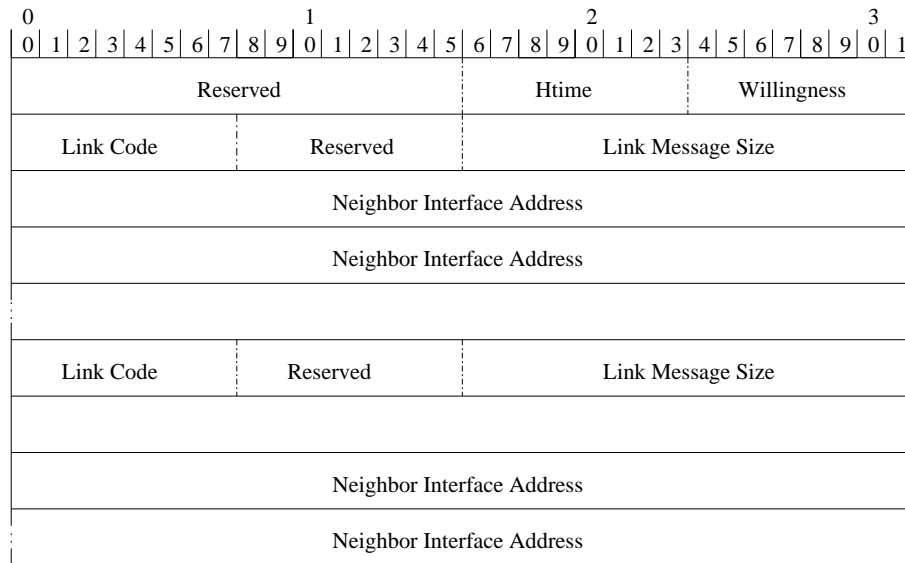 0 1 2 3
0 1 2 3 4 5 6 7 8 9 0 1 2 3 4 5 6 7 8 9 0 1 2 3 4 5 6 7 8 9 0 1
Reserved Htime Willingness
Link Code Reserved Link Message Size
Neighbor Interface Address
Neighbor Interface Address
Link Code Reserved Link Message Size
Neighbor Interface Address
Neighbor Interface Address